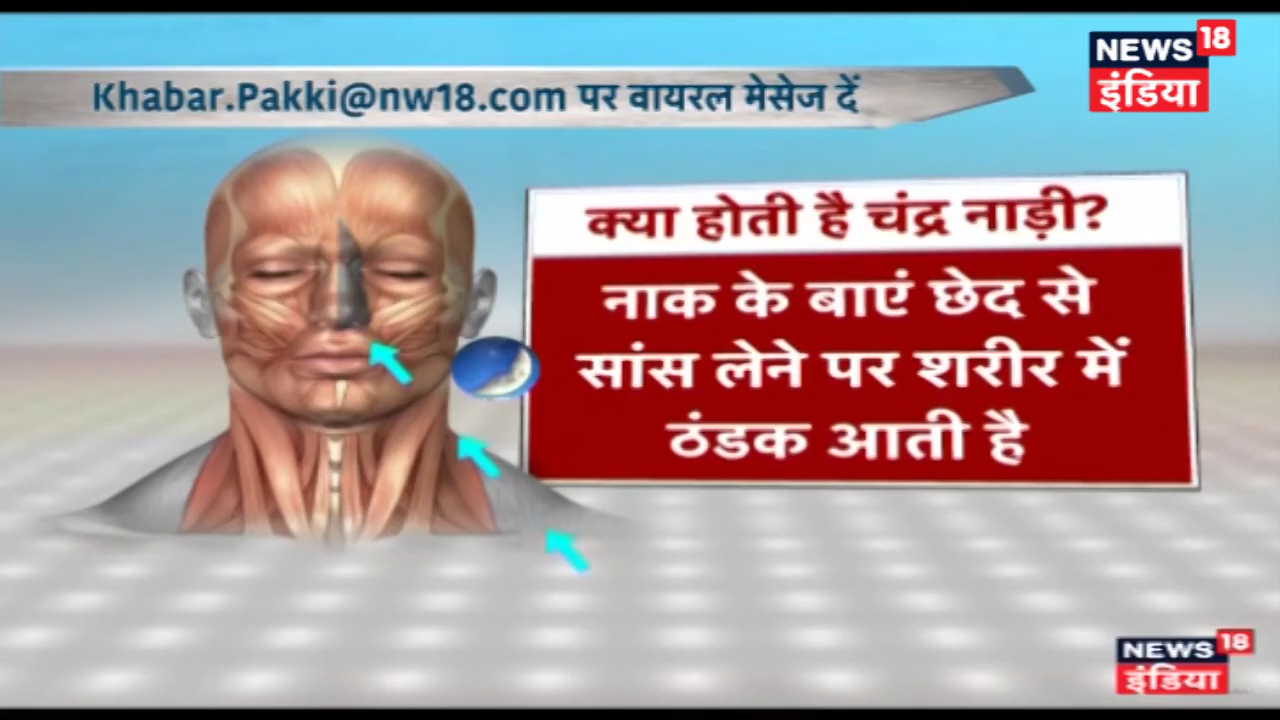 NEWS 18
इंडिया
Khabar.Pakki@nw18.com पर वायरल मेसेज दें
क्या होती है चंद्र नाड़ी?
नाक के बाएं छेद से
सांस लेने पर शरीर में
ठंडक आती है
NEWS 18
इंडिया